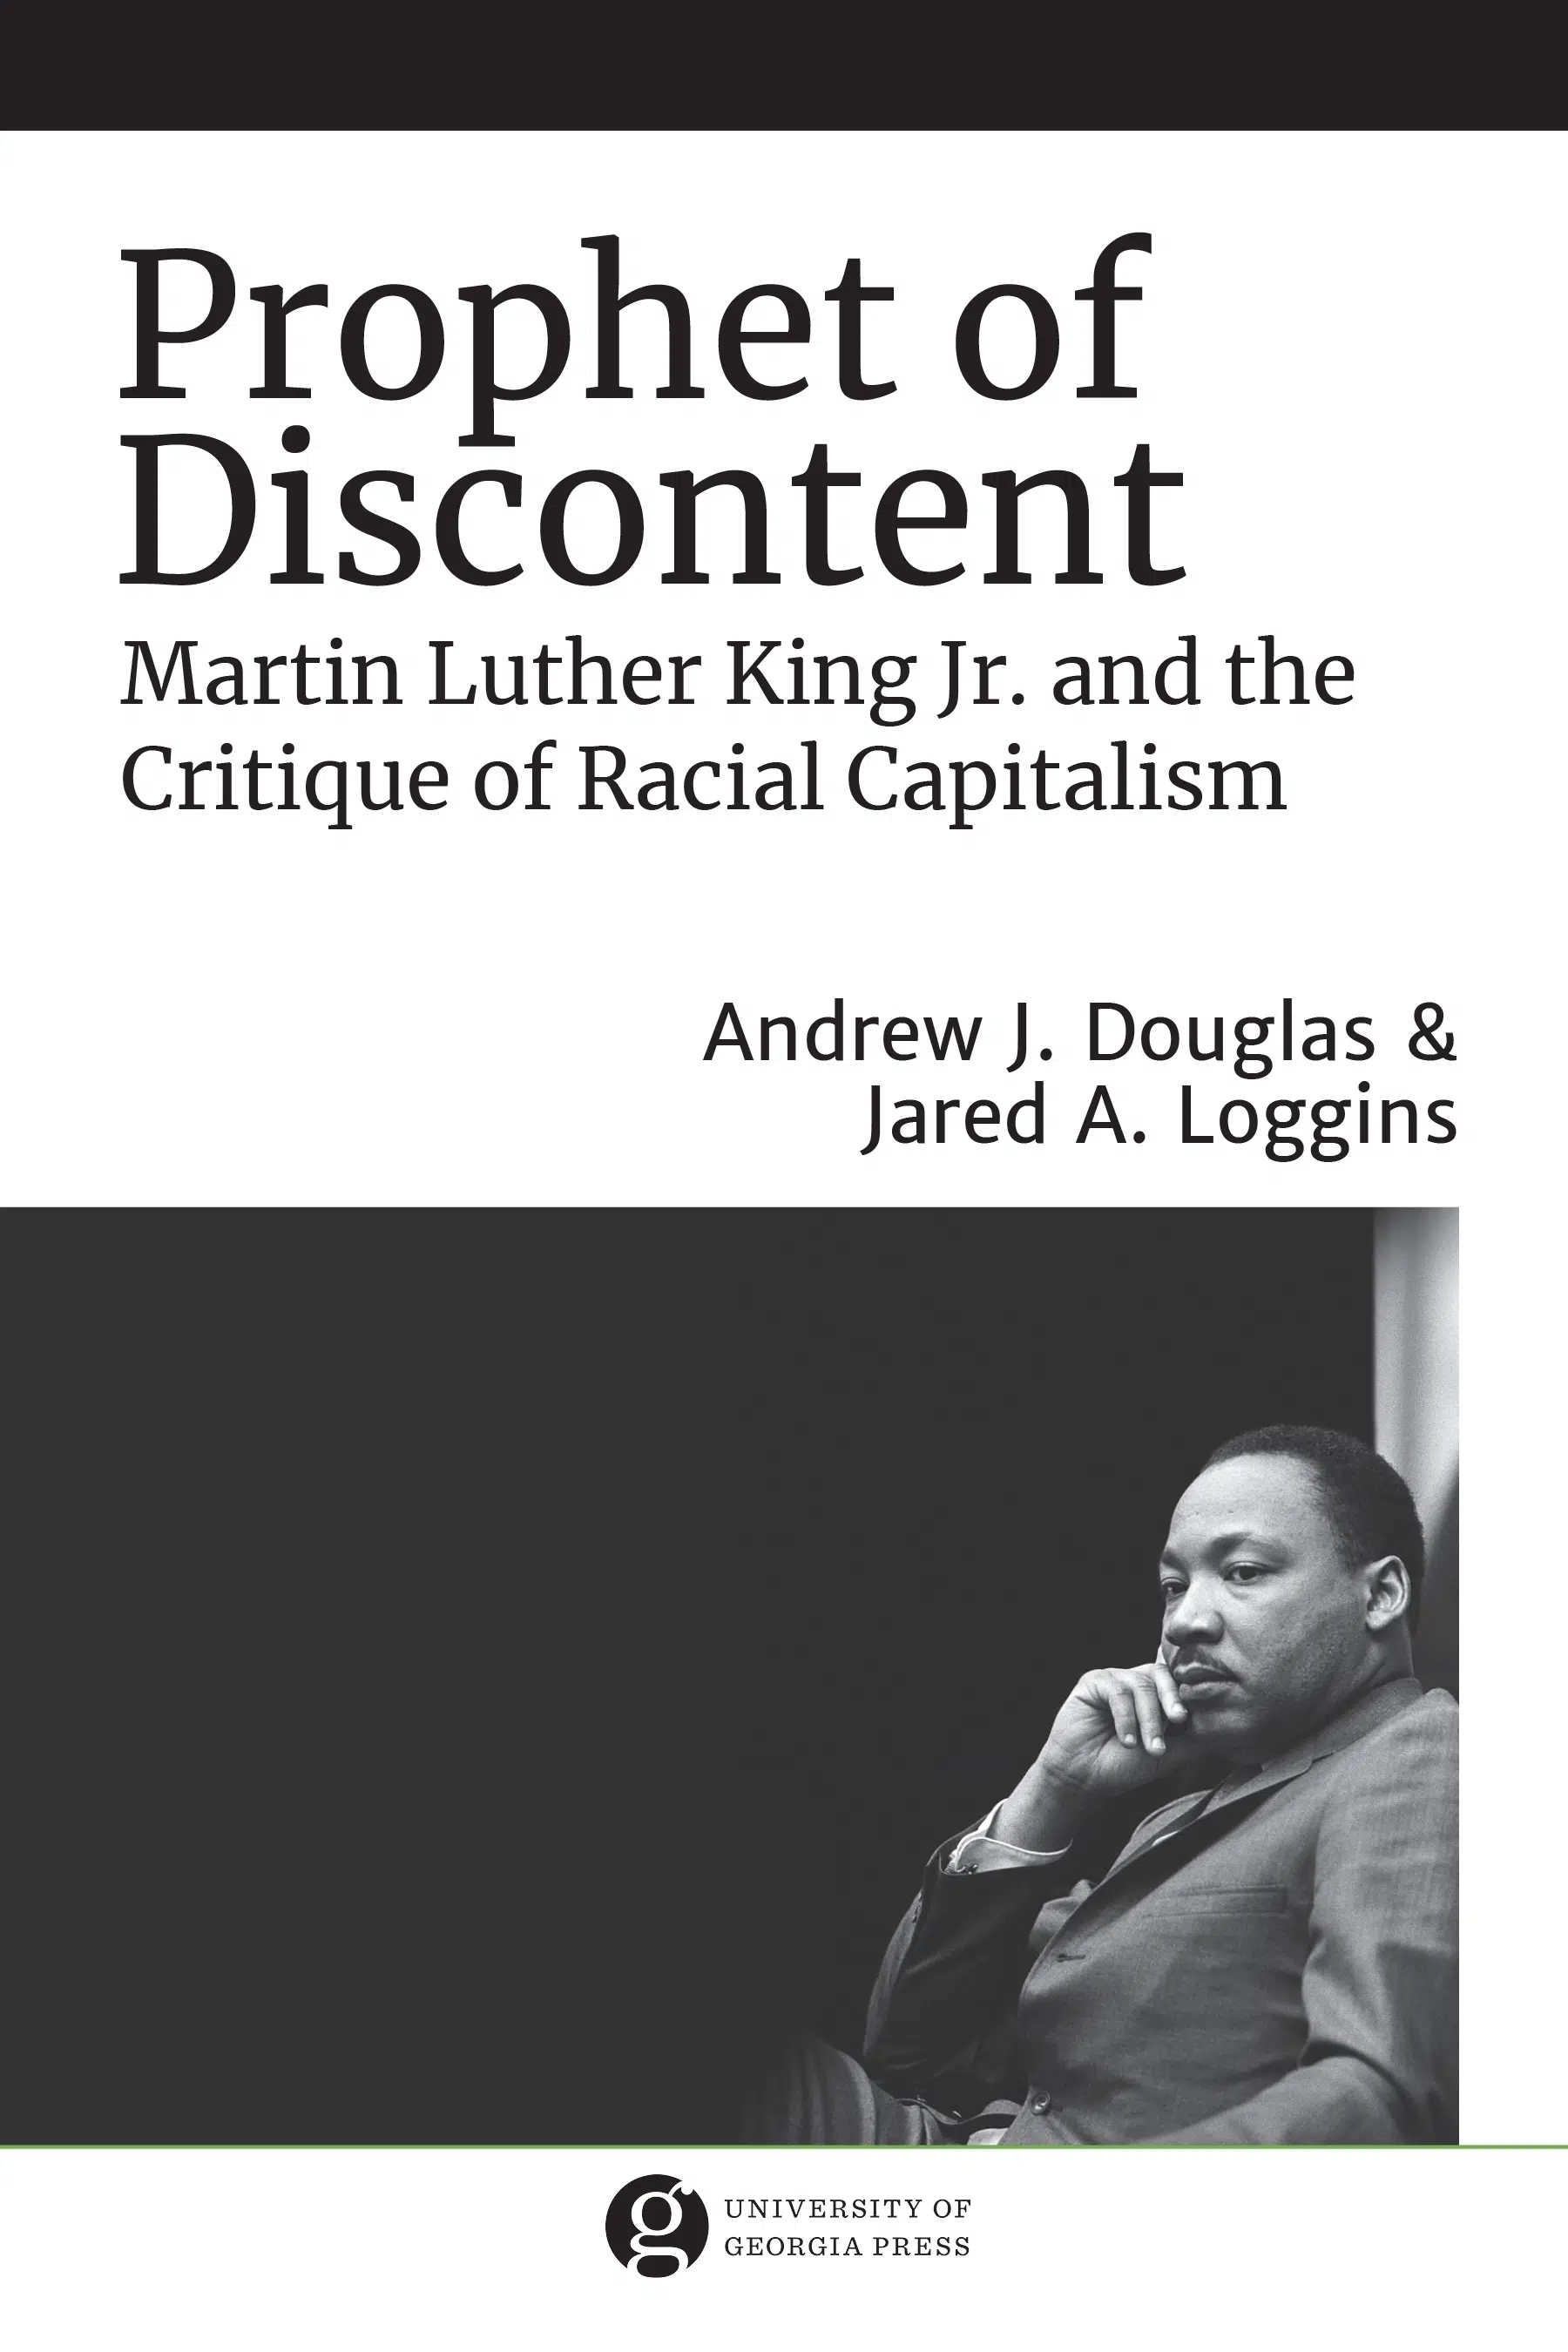 Prophet of
Discontent
Martin Luther King Jr. and the
Critique of Racial Capitalism
Andrew J. Douglas &
Jared A. Loggins
g
UNIVERSITY OF
GEORGIA PRESS